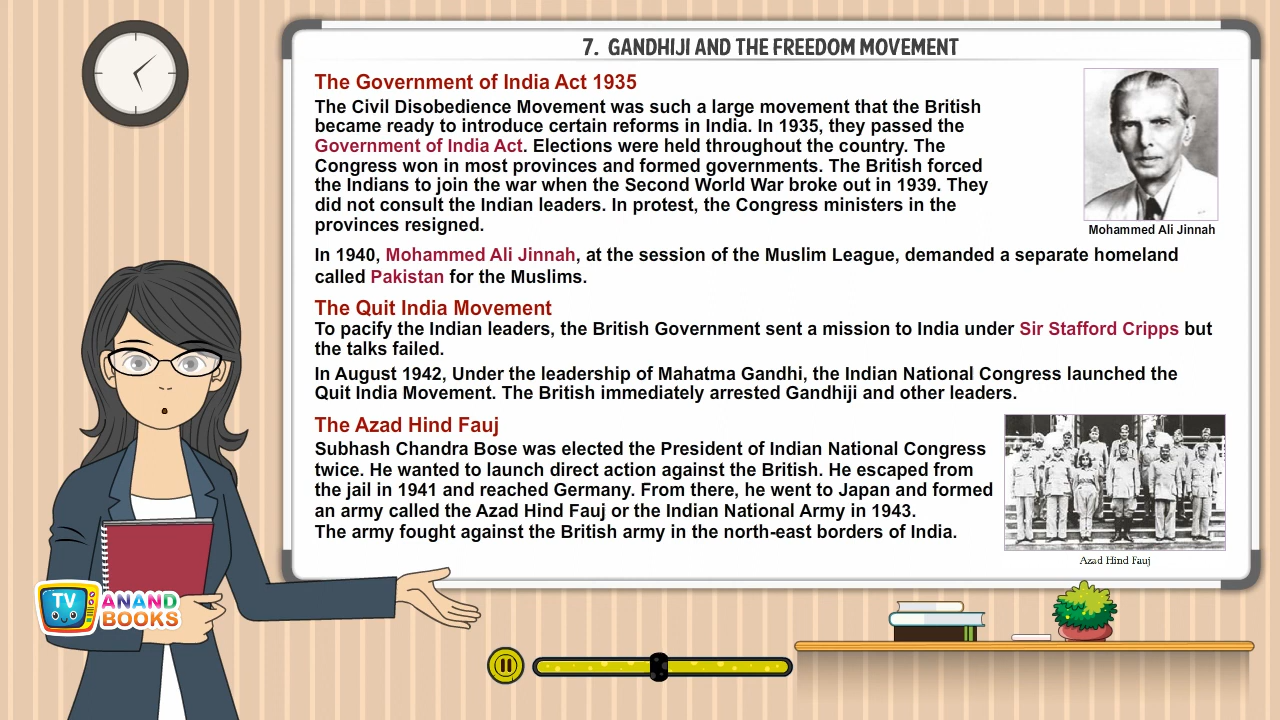 7. GANDHIJI AND THE FREEDOM MOVEMENT
The Government of India Act 1935
The Civil Disobedience Movement was such a large movement that the British
became ready to introduce certain reforms in India. In 1935, they passed the
Government of India Act. Elections were held throughout the country. The
Congress won in most provinces and formed governments. The British forced
the Indians to join the war when the Second World War broke out in 1939. They
did not consult the Indian leaders. In protest, the Congress ministers in the
provinces resigned.
Mohammed Ali Jinnah
In 1940, Mohammed Ali Jinnah, at the session of the Muslim League, demanded a separate homeland
called Pakistan for the Muslims.
The Quit India Movement
To pacify the Indian leaders, the British Government sent a mission to India under Sir Stafford Cripps but
the talks failed.
In August 1942, Under the leadership of Mahatma Gandhi, the Indian National Congress launched the
Quit India Movement. The British immediately arrested Gandhiji and other leaders.
The Azad Hind Fauj
Subhash Chandra Bose was elected the President of Indian National Congress
twice. He wanted to launch direct action against the British. He escaped from
the jail in 1941 and reached Germany. From there, he went to Japan and formed
an army called the Azad Hind Fauj or the Indian National Army in 1943.
The army fought against the British army in the north-east borders of India.
Azad Hind Fauj
TV
ANAND
BOOKS